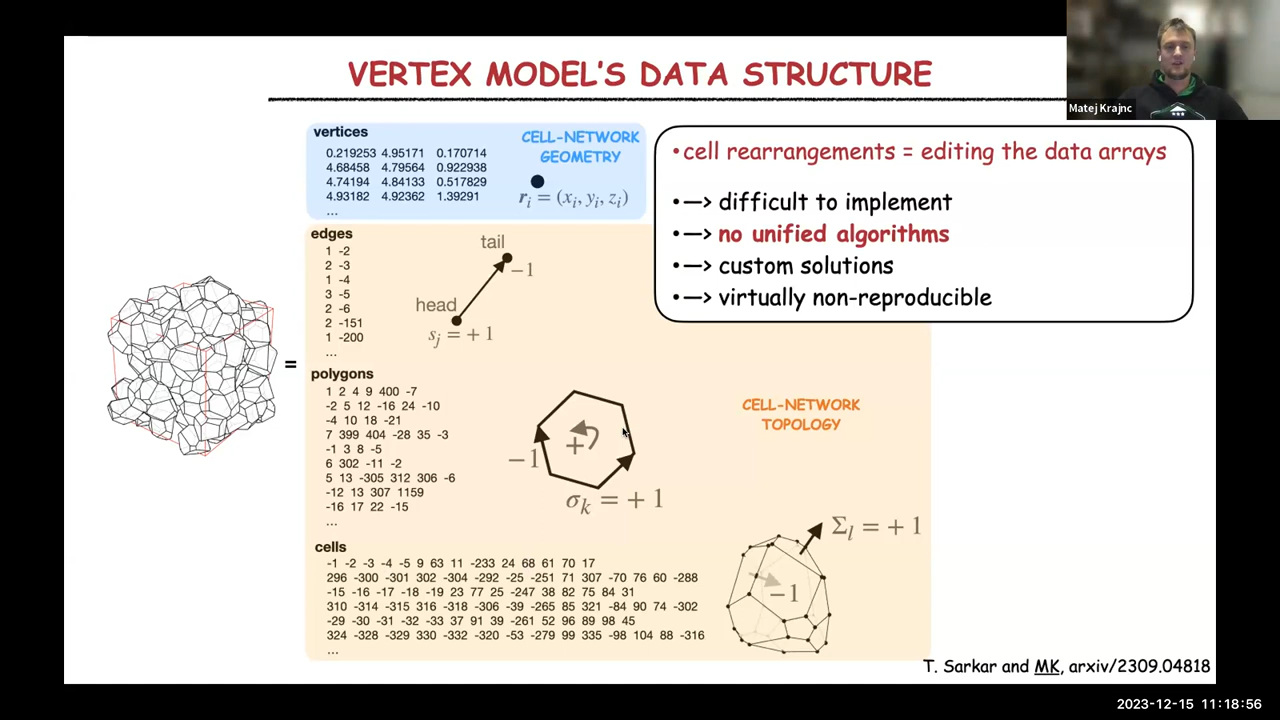 VERTEX MODEL'S DATA STRUCTURE
Matej Krajnc
vertices
0.219253 4.95171 0.170714
4.68458 4.79564 0.922938
4.74194 4.84133 0.517829
4.93182 4.92362 1.39291
...
CELL-NETWORK
GEOMETRY
r_i = (x_i, y_i, z_i)
•cell rearrangements = editing the data arrays
•—> difficult to implement
•—> no unified algorithms
•—> custom solutions
•—> virtually non-reproducible
edges
1 -2
2 -3
1 -4
3 -5
2 -6
2 -151
1 -200
...
tail
−1
head
s_j = + 1
=
polygons
1 2 4 9 400 -7
-2 5 12 -16 24 -10
-4 10 18 -21
7 399 404 -28 35 -3
-1 3 8 -5
6 302 -11 -2
5 13 -305 312 306 -6
-12 13 307 1159
-16 17 22 -15
...
+
−1
σ_k = + 1
CELL-NETWORK
TOPOLOGY
cells
-1 -2 -3 -4 -5 9 63 11 -233 24 68 61 70 17
296 -300 -301 302 -304 -292 -25 -251 71 307 -70 76 60 -288
-15 -16 -17 -18 -19 23 77 25 -247 38 82 75 84 31
310 -314 -315 316 -318 -306 -39 -265 85 321 -84 90 74 -302
-29 -30 -31 -32 -33 37 91 39 -261 52 96 89 98 45
324 -328 -329 330 -332 -320 -53 -279 99 335 -98 104 88 -316
...
Σ_l = + 1
−1
T. Sarkar and MK, arxiv/2309.04818
2023-12-15 11:18:56